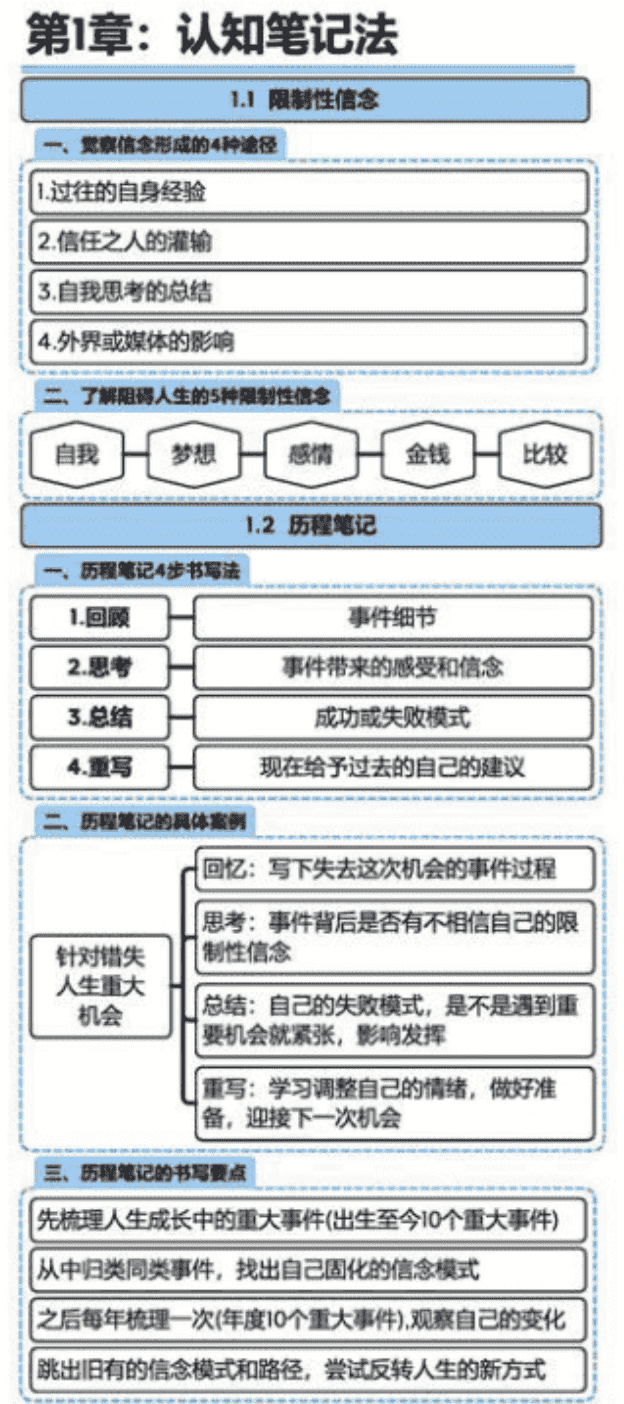 第1章：认知笔记法
1.1 限制性信念
一、觉察信念形成的4种途径
1.过往的自身经验
2.信任之人的灌输
3.自我思考的总结
4.外界或媒体的影响
二、了解阻碍人生的5种限制性信念
自我
梦想
感情
金钱
比较
1.2 历程笔记
一、历程笔记4步书写法
1.回顾
事件细节
2.思考
事件带来的感受和信念
3.总结
成功或失败模式
4.重写
现在给予过去的自己的建议
二、历程笔记的具体案例
针对错失
人生重大
机会
回忆：写下失去这次机会的事件过程
思考：事件背后是否有不相信自己的限
制性信念
总结：自己的失败模式，是不是遇到重
要机会就紧张，影响发挥
重写：学习调整自己的情绪，做好准
备，迎接下一次机会
三、历程笔记的书写要点
先梳理人生成长中的重大事件(出生至今10个重大事件)
从中归类同类事件，找出自己固化的信念模式
之后每年梳理一次(年度10个重大事件),观察自己的变化
跳出旧有的信念模式和路径，尝试反转人生的新方式